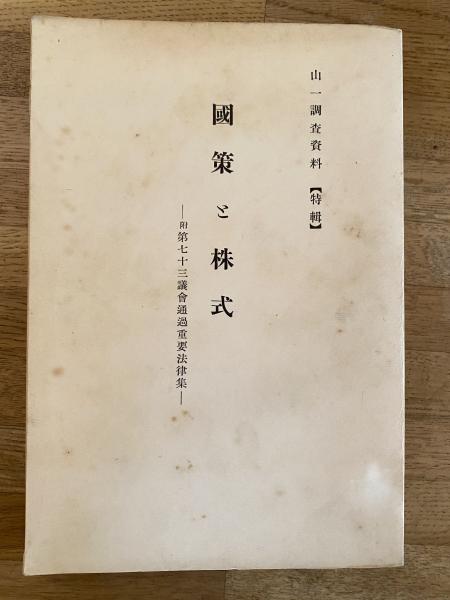 山一調査資料【特輯】
國策と株式
―附第七十三議會通過重要法律集―